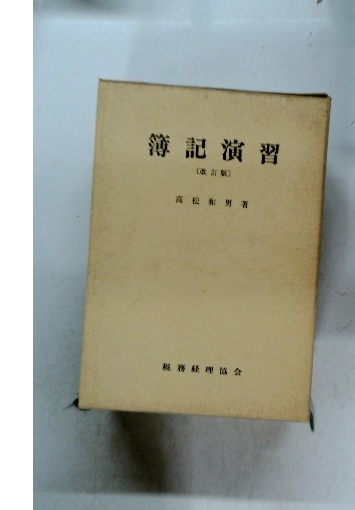 簿記演習
〔改訂版〕
高松和男著
税務経理協会